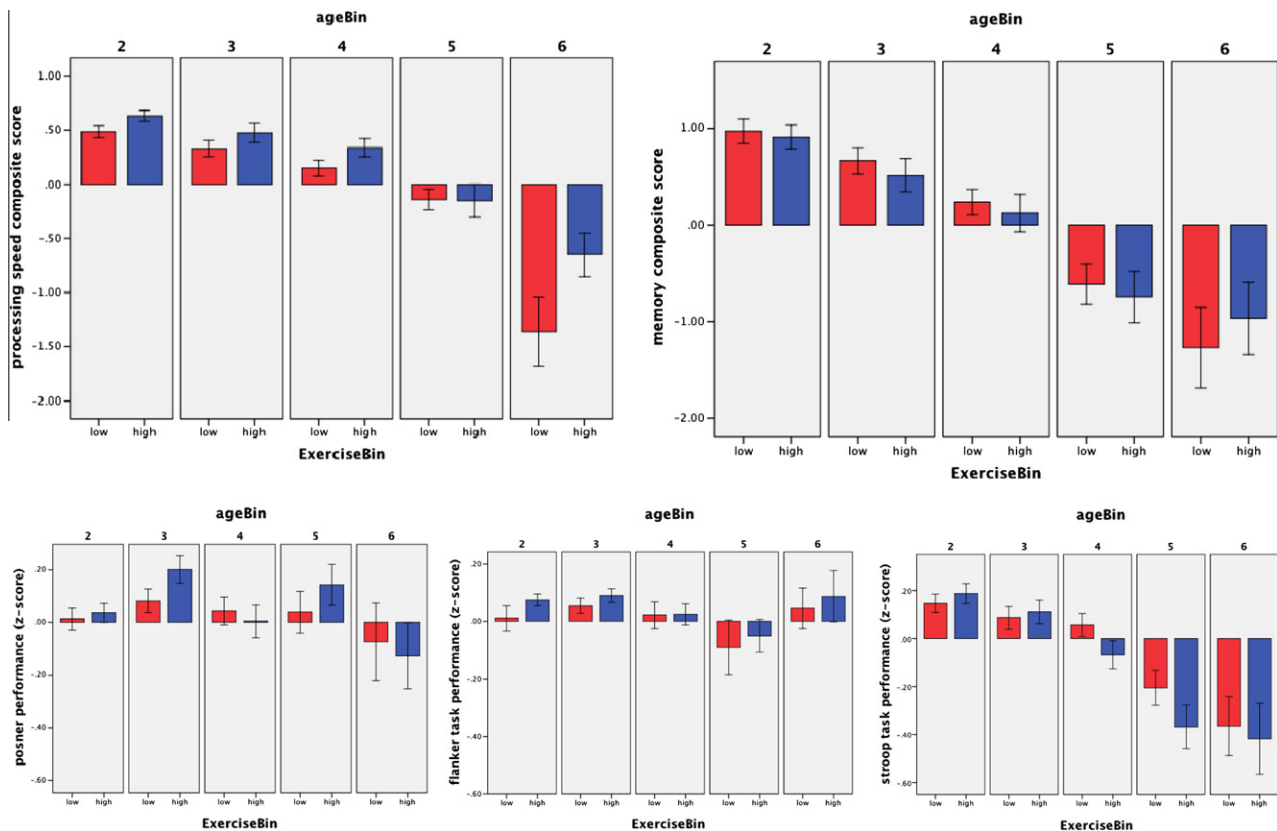 ageBin
2 3 4 5 6
processing speed composite score
1.00
.50
.00
-.50
-1.00
-1.50
-2.00
low high low high low high low high low high
ExerciseBin
ageBin
2 3 4 5 6
memory composite score
1.00
.00
-1.00
-2.00
low high low high low high low high low high
ExerciseBin
ageBin
2 3 4 5 6
posner performance (z-score)
.20
.00
-.20
-.40
-.60
low high low high low high low high low high
ExerciseBin
ageBin
2 3 4 5 6
flanker task performance (z-score)
.20
.00
-.20
-.40
-.60
low high low high low high low high low high
ExerciseBin
ageBin
2 3 4 5 6
stroop task performance (z-score)
.20
.00
-.20
-.40
-.60
low high low high low high low high low high
ExerciseBin